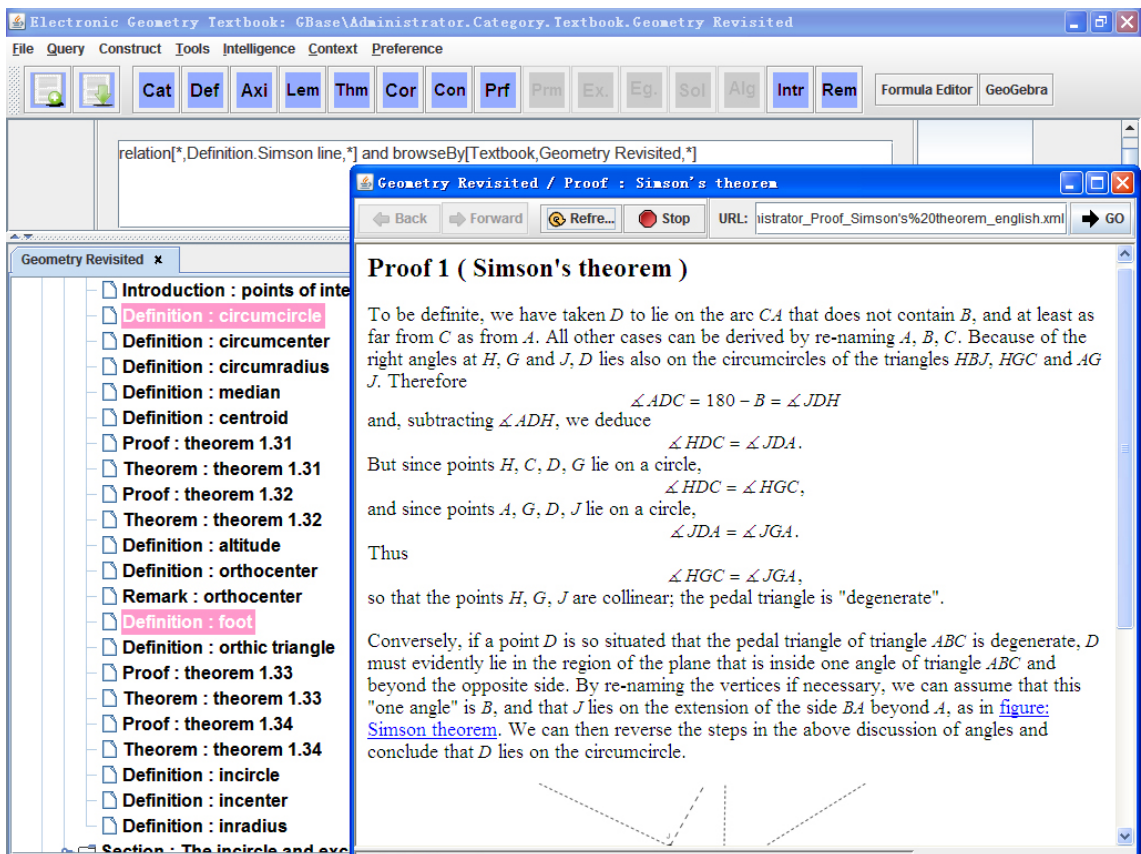 Electronic Geometry Textbook: GBase\Administrator.Category.Textbook.Geometry Revisited
File Query Construct Tools Intelligence Context Preference
Cat Def Axi Lem Thm Cor Con Prf Prm Ex. Eg. Sol Alg Intr Rem Formula Editor GeoGebra
relation[*,Definition.Simson line,*] and browseBy[Textbook,Geometry Revisited,*]
Geometry Revisited x
Introduction : points of inte
Definition : circumcircle
Definition : circumcenter
Definition : circumradius
Definition : median
Definition : centroid
Proof : theorem 1.31
Theorem : theorem 1.31
Proof : theorem 1.32
Theorem : theorem 1.32
Definition : altitude
Definition : orthocenter
Remark : orthocenter
Definition : foot
Definition : orthic triangle
Proof : theorem 1.33
Theorem : theorem 1.33
Proof : theorem 1.34
Theorem : theorem 1.34
Definition : incircle
Definition : incenter
Definition : inradius
Section : The incircle and exc
Geometry Revisited / Proof : Simson's theorem
Back Forward Refre... Stop URL: nistrator_Proof_Simson's%20theorem_english.xml GO
Proof 1 ( Simson's theorem )
To be definite, we have taken D to lie on the arc CA that does not contain B, and at least as
far from C as from A. All other cases can be derived by re-naming A, B, C. Because of the
right angles at H, G and J, D lies also on the circumcircles of the triangles HBJ, HGC and AG
J. Therefore
∡ADC = 180 − B = ∡JDH
and, subtracting ∡ADH, we deduce
∡HDC = ∡JDA.
But since points H, C, D, G lie on a circle,
∡HDC = ∡HGC,
and since points A, G, D, J lie on a circle,
∡JDA = ∡JGA.
Thus
∡HGC = ∡JGA,
so that the points H, G, J are collinear; the pedal triangle is "degenerate".
Conversely, if a point D is so situated that the pedal triangle of triangle ABC is degenerate, D
must evidently lie in the region of the plane that is inside one angle of triangle ABC and
beyond the opposite side. By re-naming the vertices if necessary, we can assume that this
"one angle" is B, and that J lies on the extension of the side BA beyond A, as in figure:
Simson theorem. We can then reverse the steps in the above discussion of angles and
conclude that D lies on the circumcircle.